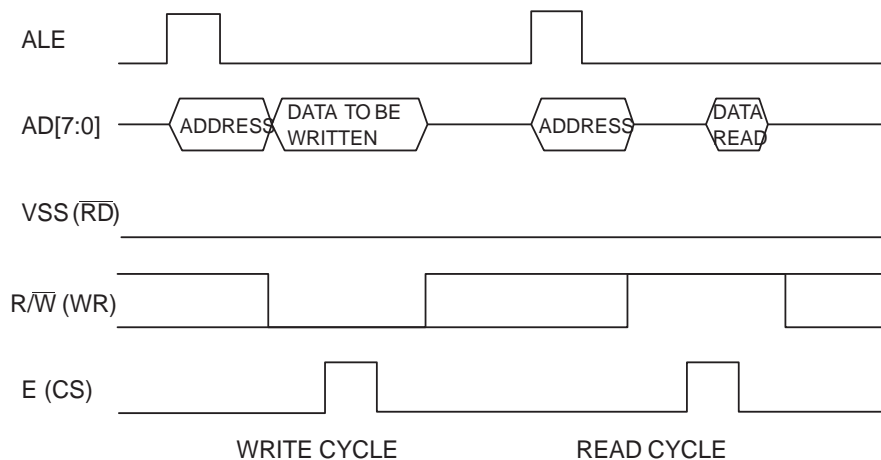 ALE
AD[7:0]
ADDRESS
DATA TO BE
WRITTEN
ADDRESS
DATA
READ
VSS (R̅D̅)
R/W̅ (WR)
E (CS)
WRITE CYCLE
READ CYCLE